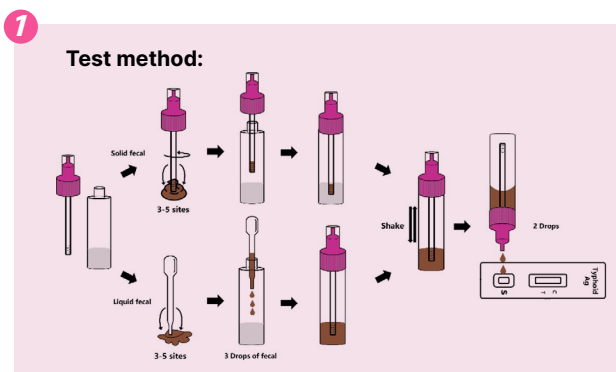 1
Test method:
Solid fecal
3-5 sites
Shake
2 Drops
Liquid fecal
3-5 sites
3 Drops of fecal
Typhoid
Ag
S
T
C